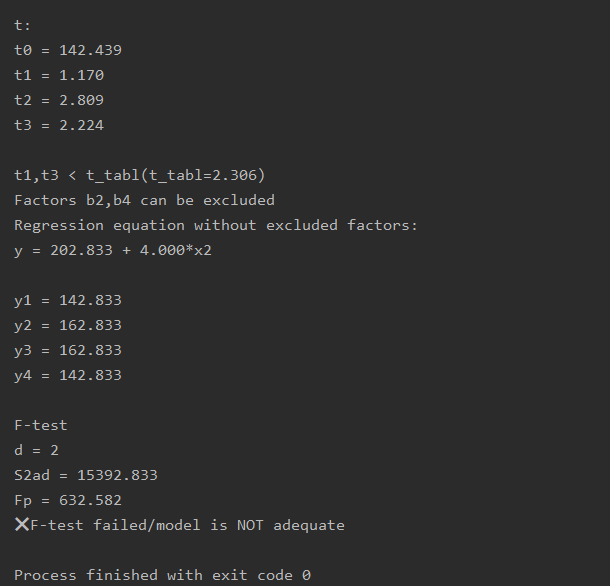 t:
t0 = 142.439
t1 = 1.170
t2 = 2.809
t3 = 2.224
t1,t3 < t_tabl(t_tabl=2.306)
Factors b2,b4 can be excluded
Regression equation without excluded factors:
y = 202.833 + 4.000*x2
y1 = 142.833
y2 = 162.833
y3 = 162.833
y4 = 142.833
F-test
d = 2
S2ad = 15392.833
Fp = 632.582
❌F-test failed/model is NOT adequate
Process finished with exit code 0